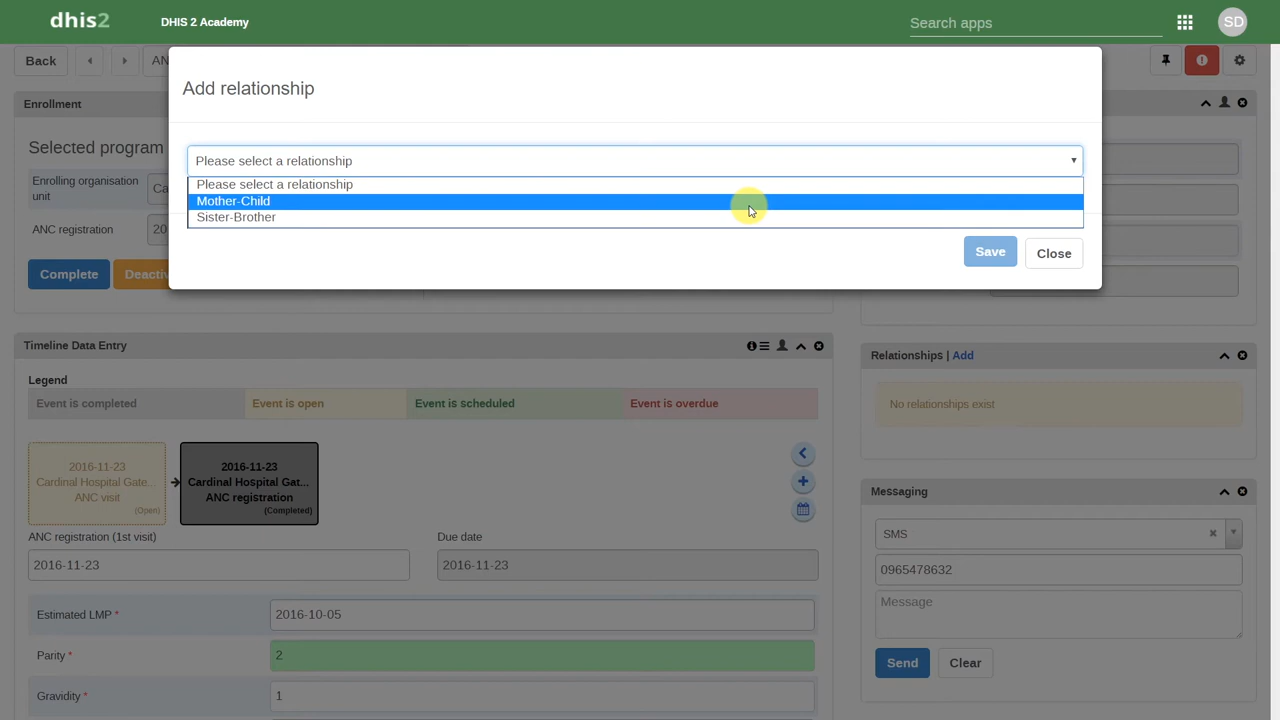 dhis2
DHIS 2 Academy
Search apps
SD
Back
AN
Add relationship
Please select a relationship
Please select a relationship
Mother-Child
Sister-Brother
Save
Close
Enrollment
Selected program
Enrolling organisation
unit
Ca
ANC registration
20
Complete
Deactiv
Timeline Data Entry
Legend
Event is completed
Event is open
Event is scheduled
Event is overdue
2016-11-23
Cardinal Hospital Gate..
ANC visit
(Open)
2016-11-23
Cardinal Hospital Gat...
ANC registration
(Completed)
ANC registration (1st visit)
Due date
2016-11-23
2016-11-23
Estimated LMP *
2016-10-05
Parity *
2
Gravidity *
1
Relationships | Add
No relationships exist
Messaging
SMS
0965478632
Message
Send
Clear